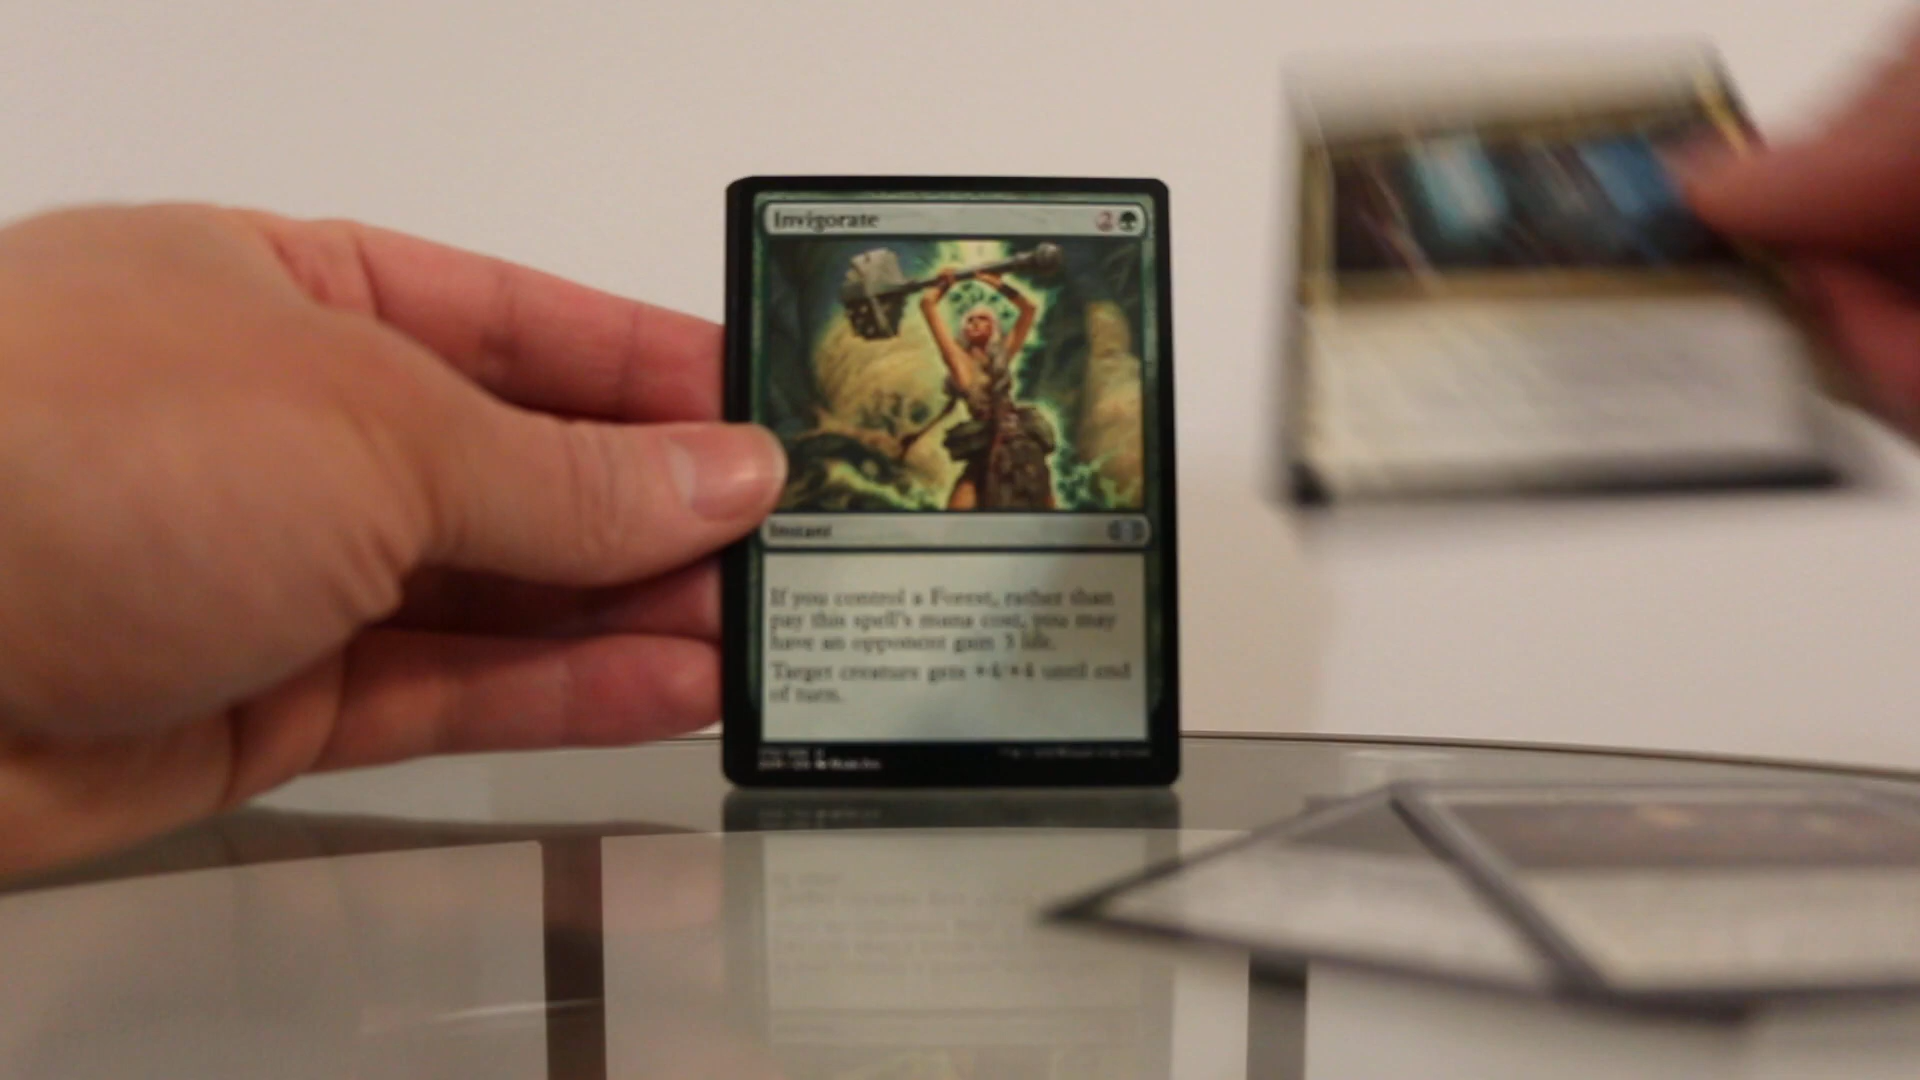 Invigorate 2
Instant
If you control a Forest, rather than
pay this spell's mana cost, you may
have an opponent gain 3 life.
Target creature gets +4/+4 until end
of turn.